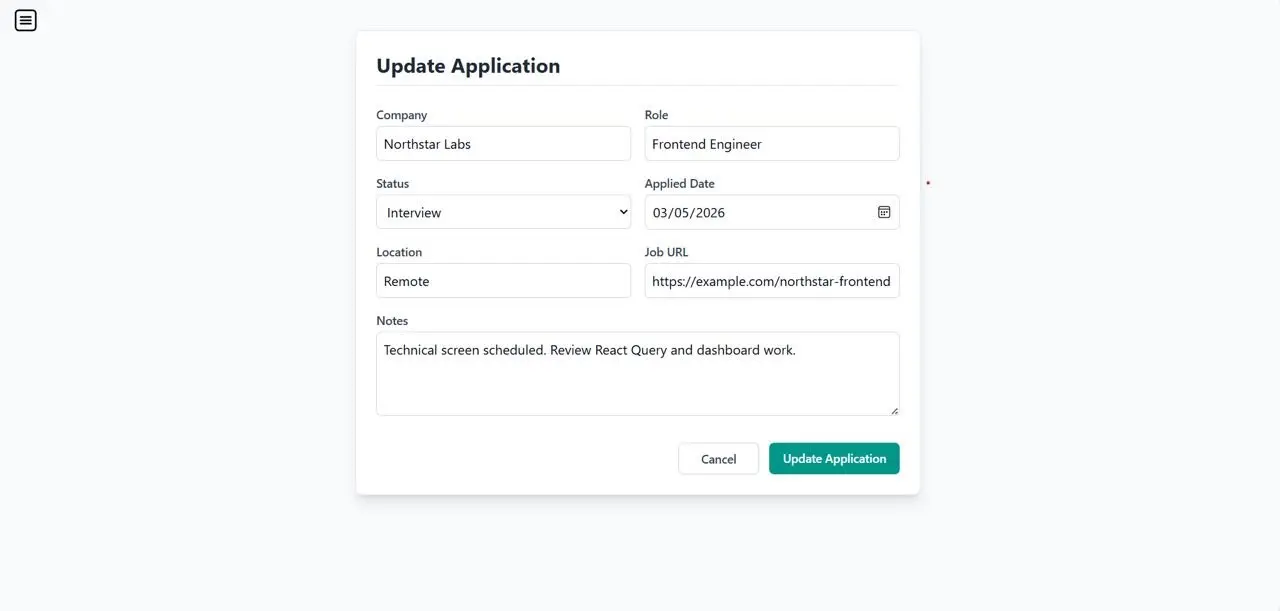 Update Application
Company
Role
Northstar Labs
Frontend Engineer
Status
Applied Date
Interview
03/05/2026
Location
Job URL
Remote
https://example.com/northstar-frontend
Notes
Technical screen scheduled. Review React Query and dashboard work.
Cancel
Update Application